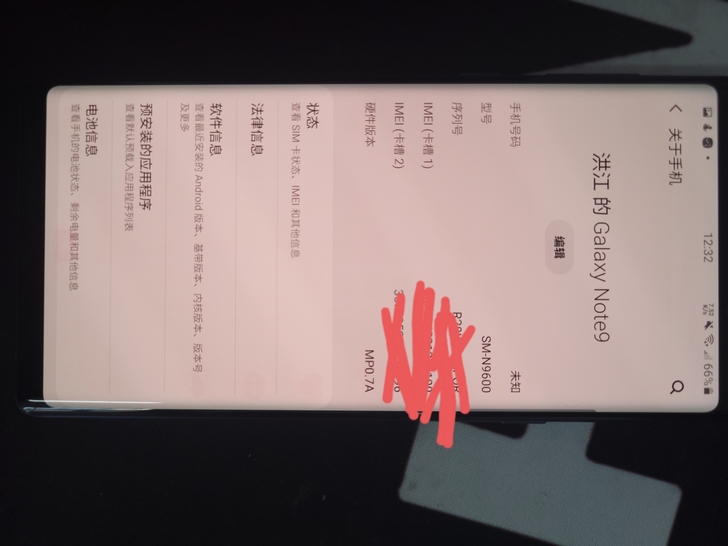 12:32
7.52 K/s 66%
关于手机
洪江 的 Galaxy Note9
编辑
手机号码 未知
型号 SM-N9600
序列号
IMEI (卡槽 1)
IMEI (卡槽 2)
硬件版本 MP0.7A
状态
查看 SIM 卡状态、IMEI 和其他信息
法律信息
软件信息
查看最近安装的 Android 版本、基带版本、内核版本、版本号
及更多
预安装的应用程序
查看默认预载入应用程序列表
电池信息
查看手机的电池状态、剩余电量和其他信息